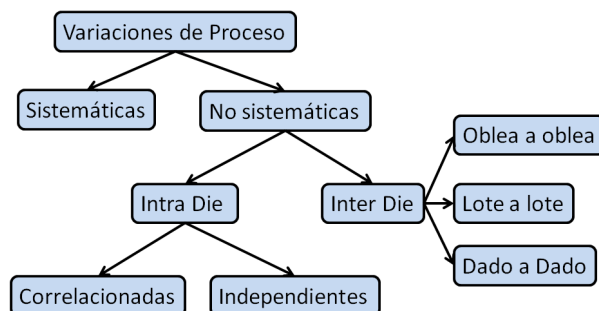 Variaciones de Proceso
Sistemáticas
No sistemáticas
Oblea a oblea
Intra Die
Inter Die
Lote a lote
Dado a Dado
Correlacionadas
Independientes